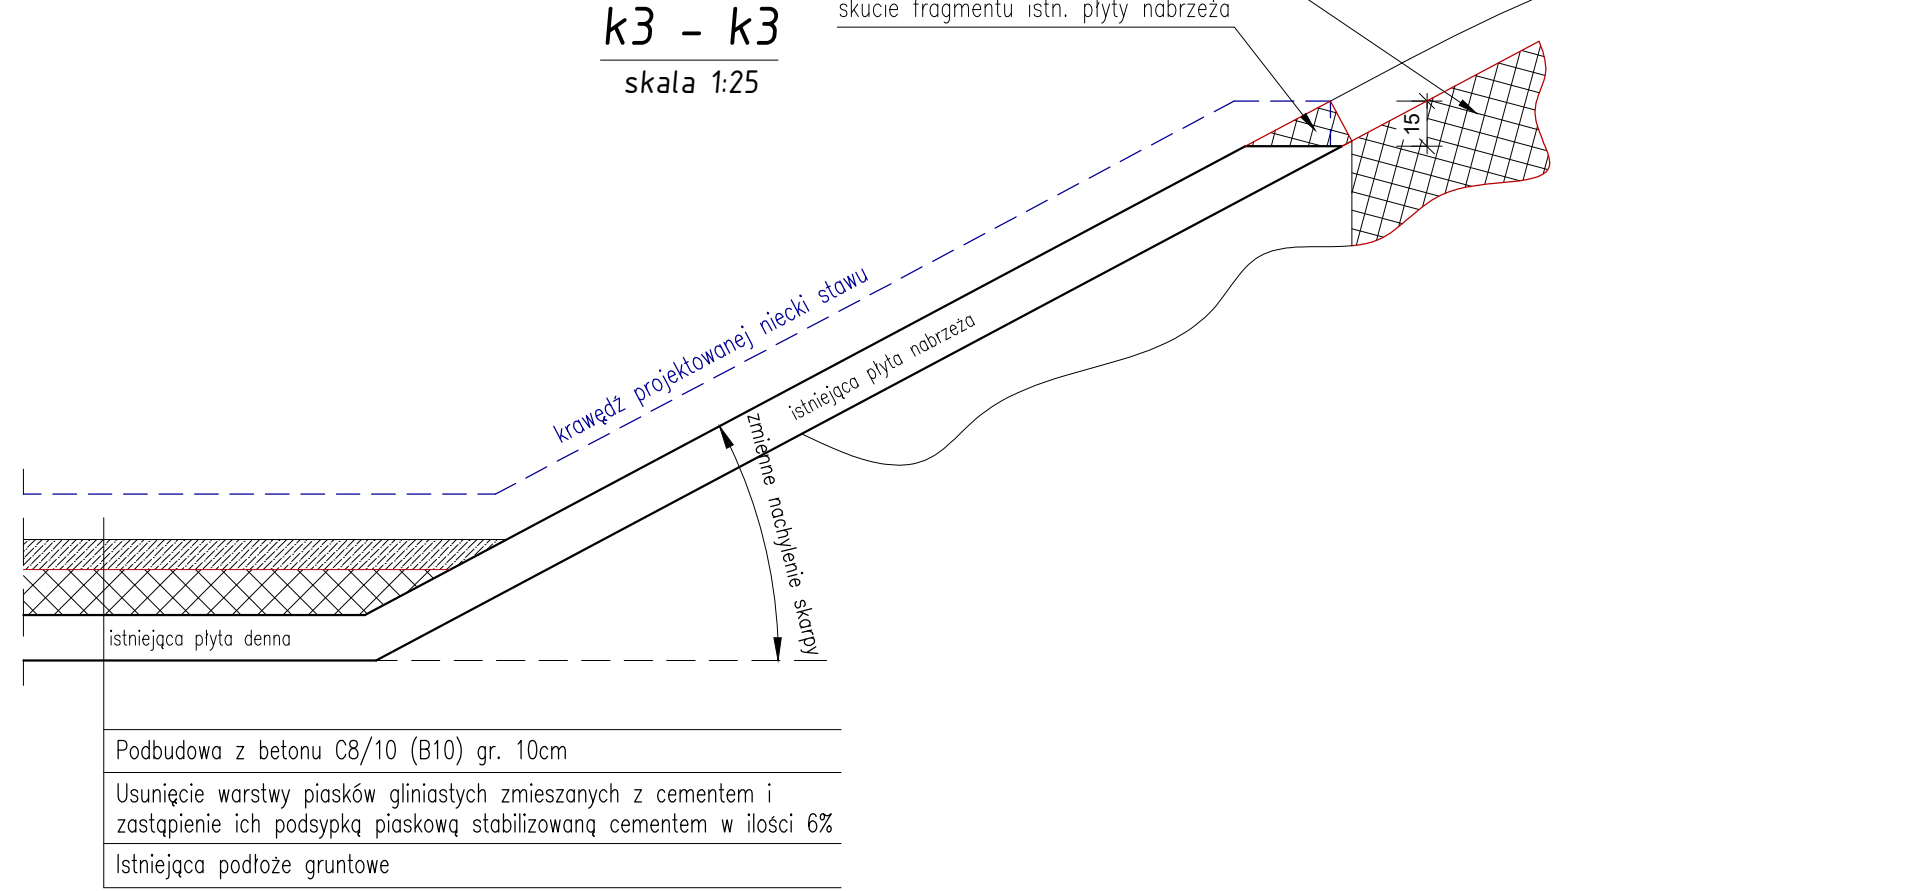 skucie fragmentu istn. płyty nabrzeża
k3 - k3
skala 1:25
15
krawędź projektowanej niecki stawu
istniejąca płyta nabrzeża
zmienne nachylenie skarpy
istniejąca płyta denna
Podbudowa z betonu C8/10 (B10) gr. 10cm
Usunięcie warstwy piasków gliniastych zmieszanych z cementem i
zastąpienie ich podsypką piaskową stabilizowaną cementem w ilości 6%
Istniejąca podłoże gruntowe